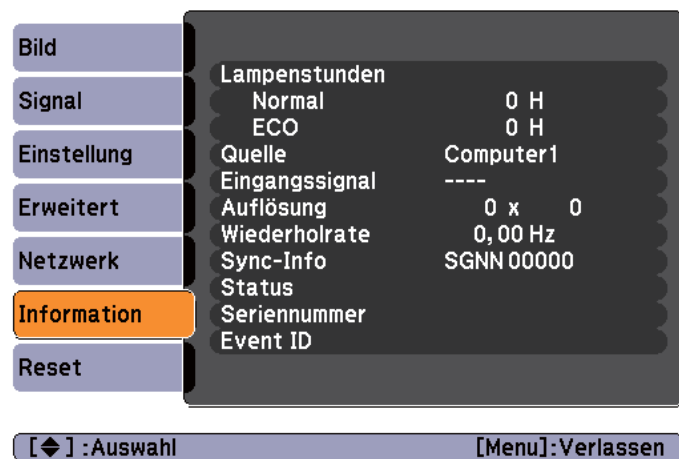 Bild
Signal
Einstellung
Erweitert
Netzwerk
Information
Reset
Lampenstunden
Normal 0 H
ECO 0 H
Quelle Computer1
Eingangssignal ----
Auflösung 0 x 0
Wiederholrate 0,00 Hz
Sync-Info SGNN 00000
Status
Seriennummer
Event ID
[◆] :Auswahl [Menu]:Verlassen